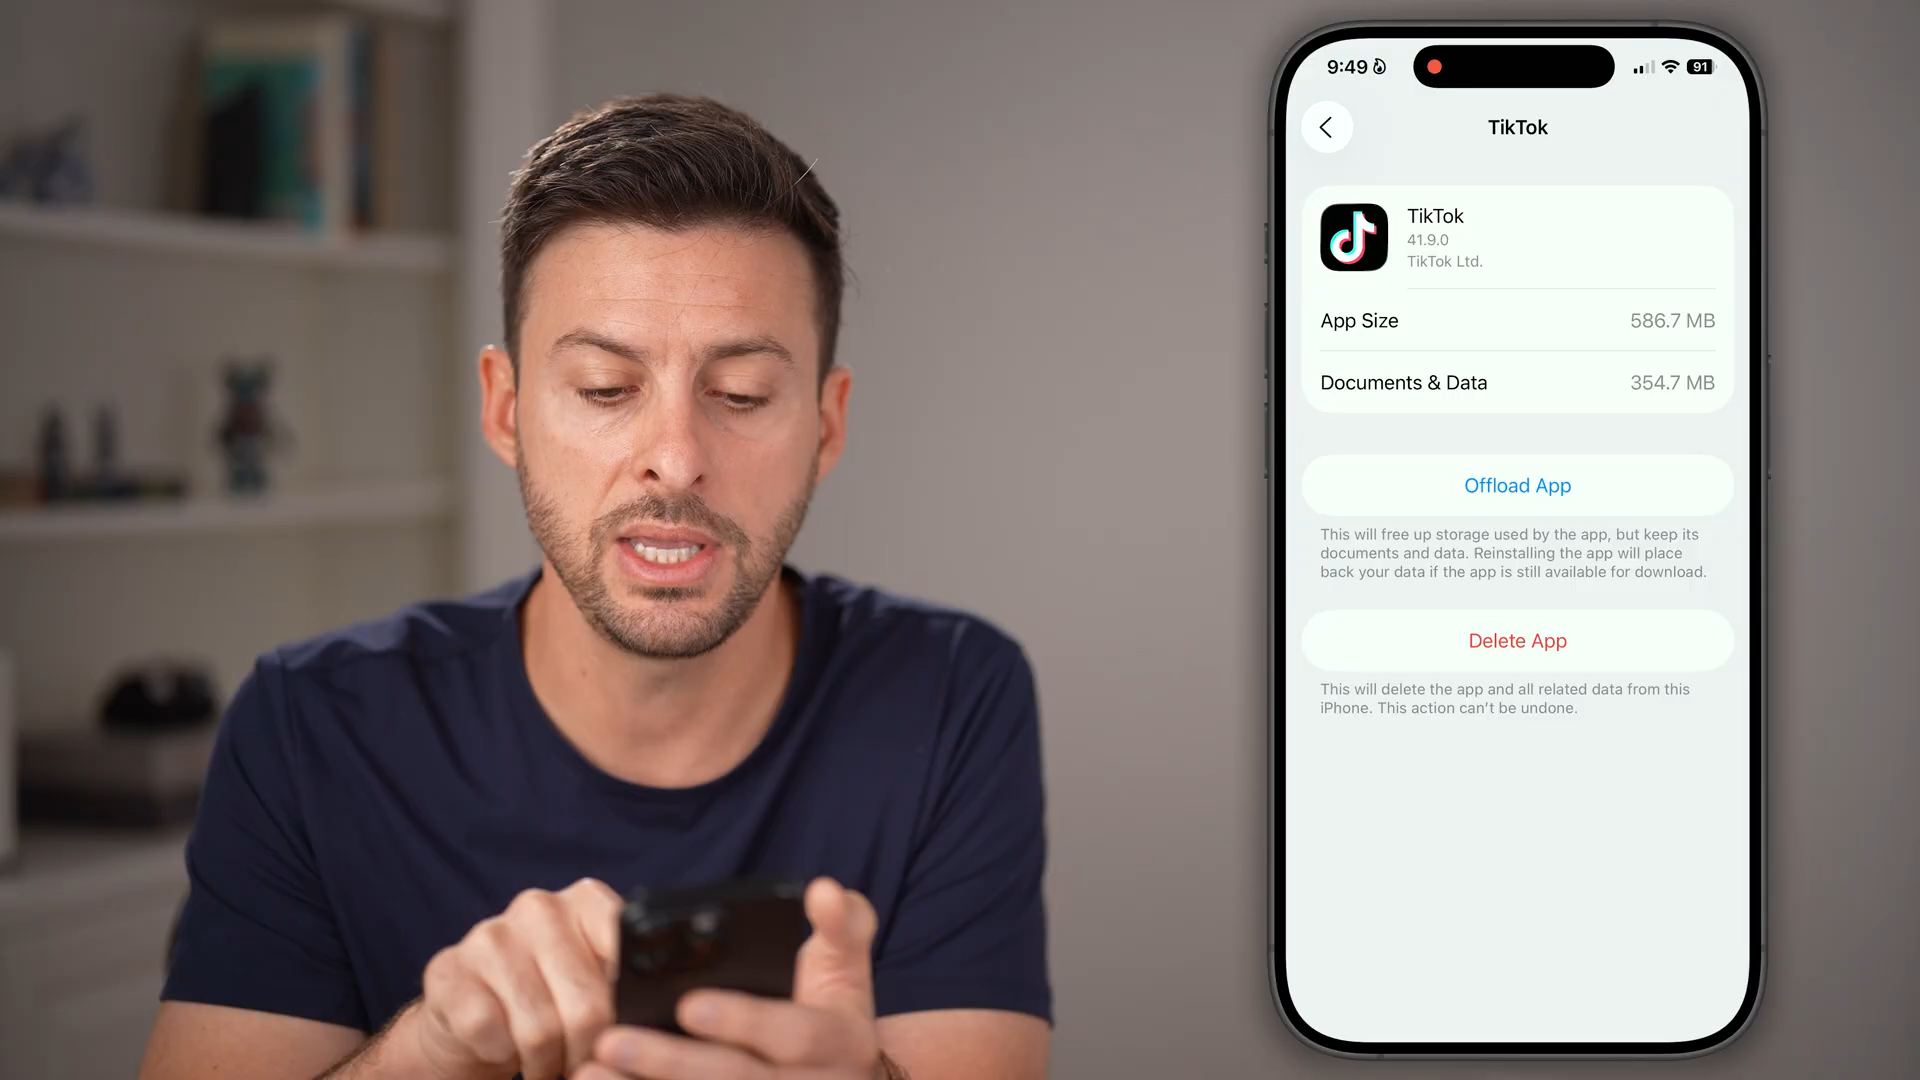 9:49
91
TikTok
TikTok
41.9.0
TikTok Ltd.
App Size 586.7 MB
Documents & Data 354.7 MB
Offload App
This will free up storage used by the app, but keep its
documents and data. Reinstalling the app will place
back your data if the app is still available for download.
Delete App
This will delete the app and all related data from this
iPhone. This action can't be undone.